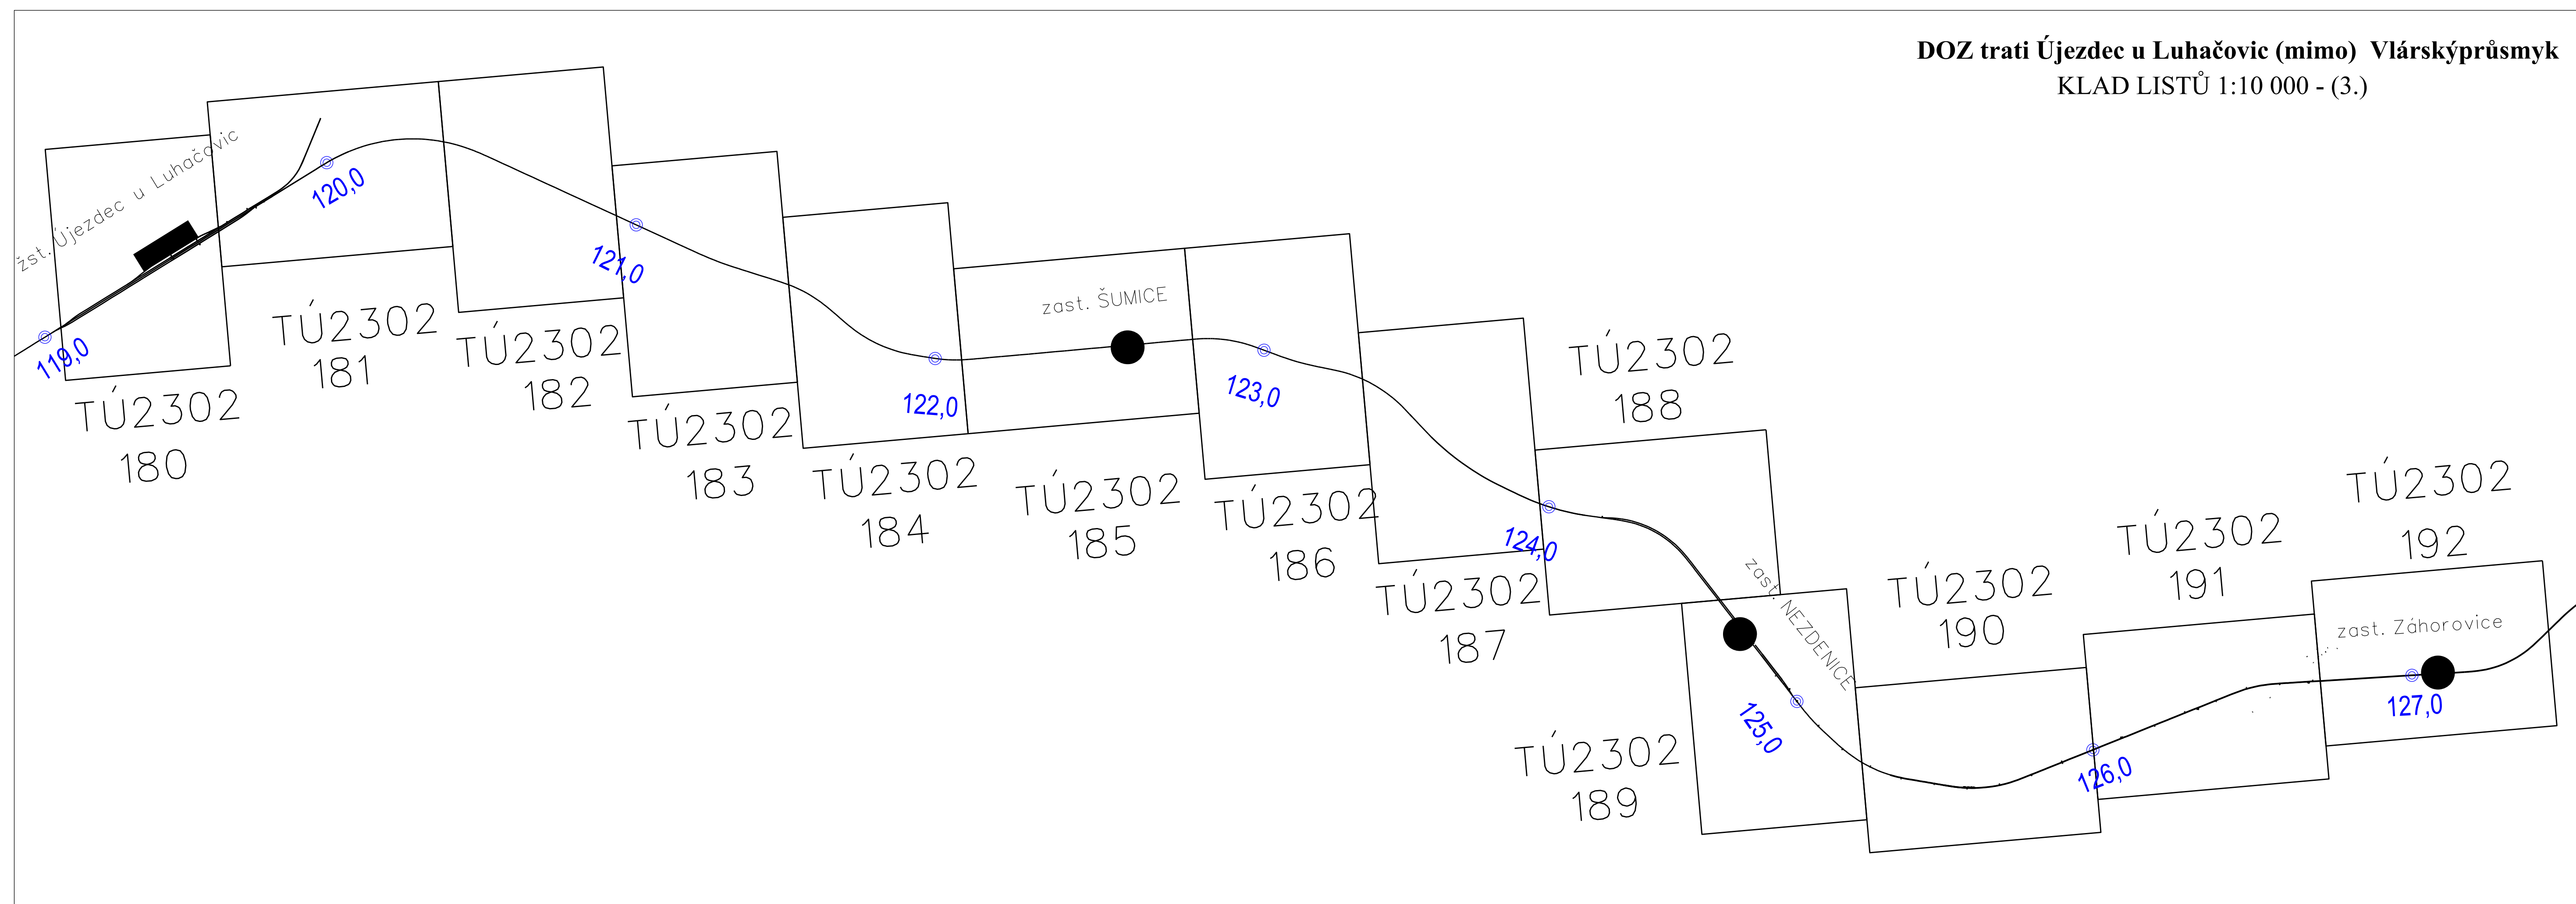 DOZ trati Újezdec u Luhačovic (mimo)  Vlárskýprůsmyk
KLAD LISTŮ 1:10 000 - (3.)
žst. Újezdec u Luhačovic
119,0
TÚ2302
180
120,0
TÚ2302
181
TÚ2302
182
121,0
TÚ2302
183
TÚ2302
184
122,0
zast. ŠUMICE
TÚ2302
185
123,0
TÚ2302
186
TÚ2302
187
124,0
TÚ2302
188
zast. NEZDENICE
125,0
TÚ2302
189
TÚ2302
190
126,0
TÚ2302
191
TÚ2302
192
zast. Záhorovice
127,0